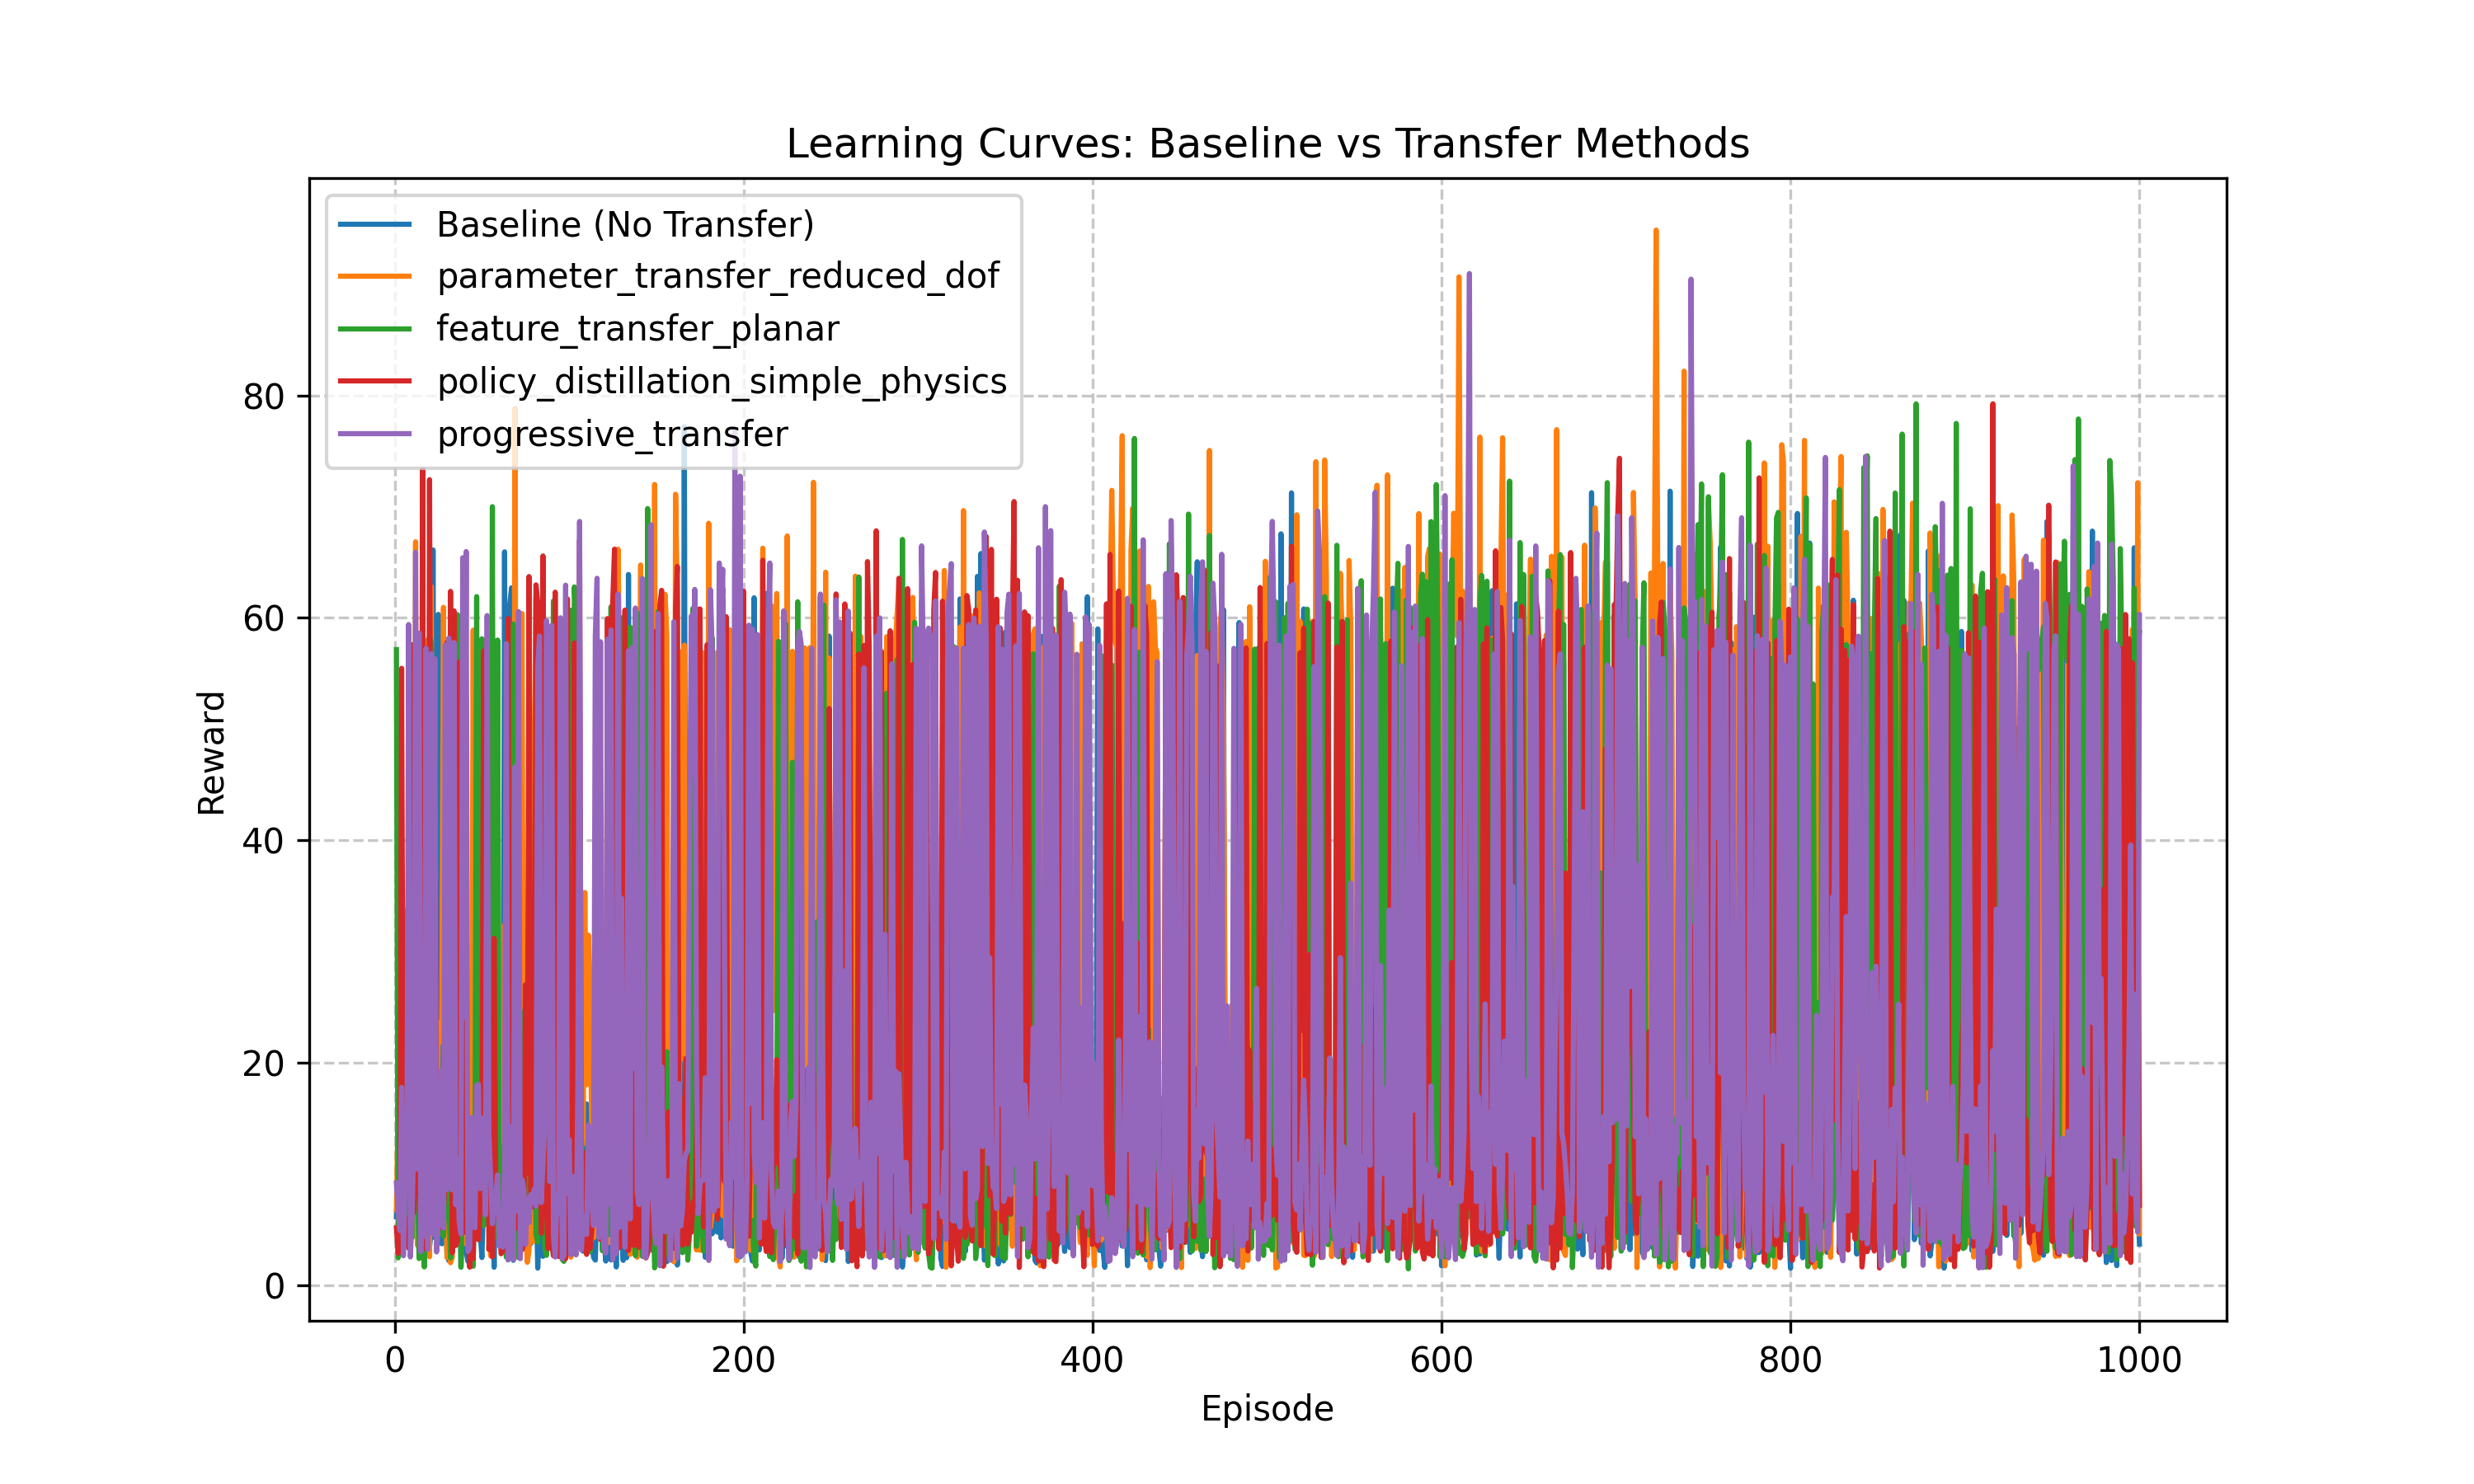 Learning Curves: Baseline vs Transfer Methods
Baseline (No Transfer)
parameter_transfer_reduced_dof
feature_transfer_planar
policy_distillation_simple_physics
progressive_transfer
Reward
80
60
40
20
0
0 200 400 600 800 1000
Episode